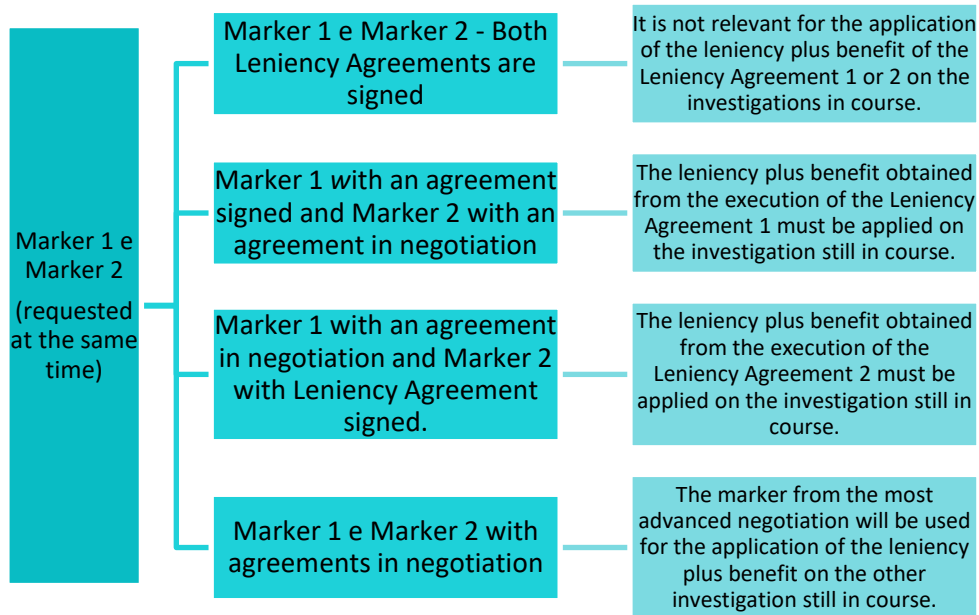 Marker 1 e
Marker 2
(requested
at the same
time)
Marker 1 e Marker 2 - Both
Leniency Agreements are
signed
It is not relevant for the application
of the leniency plus benefit of the
Leniency Agreement 1 or 2 on the
investigations in course.
Marker 1 with an agreement
signed and Marker 2 with an
agreement in negotiation
The leniency plus benefit obtained
from the execution of the Leniency
Agreement 1 must be applied on
the investigation still in course.
Marker 1 with an agreement
in negotiation and Marker 2
with Leniency Agreement
signed.
The leniency plus benefit obtained
from the execution of the
Leniency Agreement 2 must be
applied on the investigation still in
course.
Marker 1 e Marker 2 with
agreements in negotiation
The marker from the most
advanced negotiation will be used
for the application of the leniency
plus benefit on the other
investigation still in course.